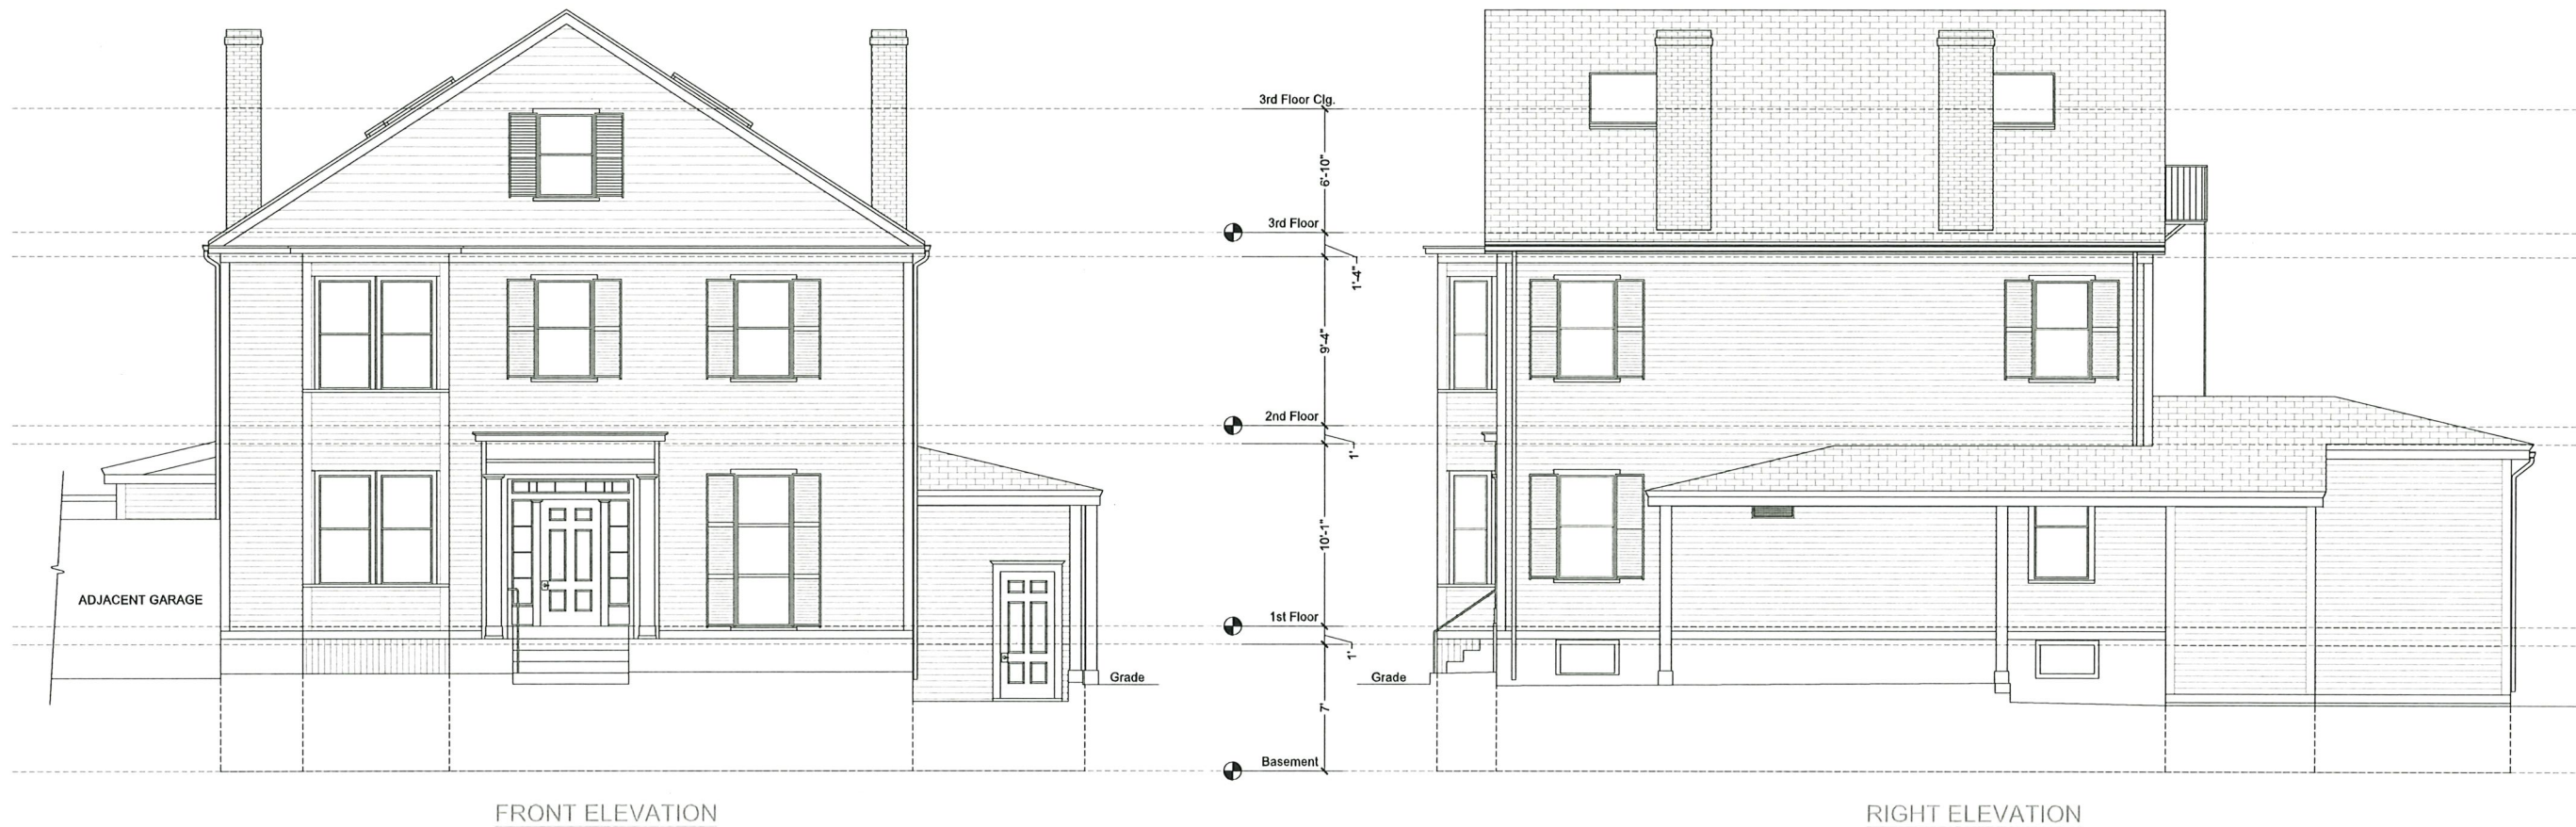 3rd Floor Clg.
6'-10"
3rd Floor
1'-4"
9'-4"
2nd Floor
1'
10'-1"
ADJACENT GARAGE
1st Floor
1'
Grade
Grade
7'
Basement
FRONT ELEVATION
RIGHT ELEVATION